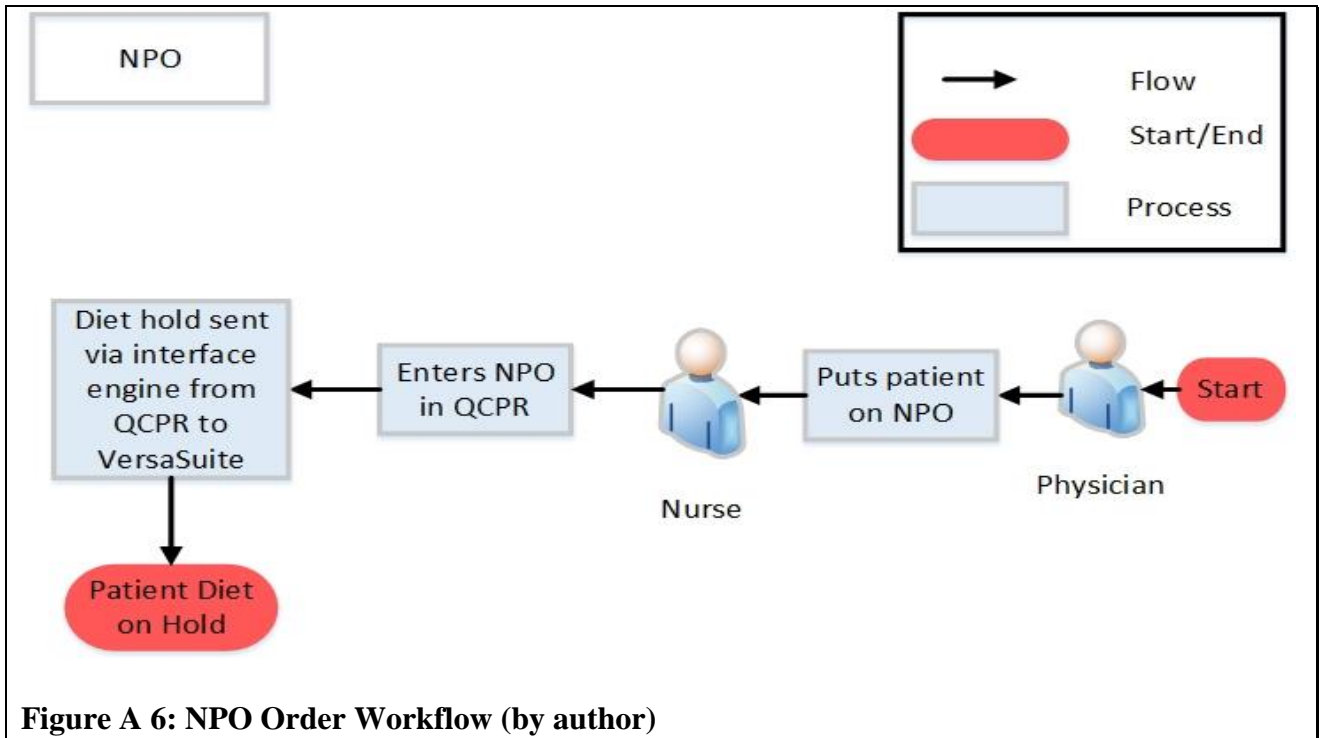 NPO
Flow
Start/End
Process
Diet hold sent
via interface
engine from
QCPR to
VersaSuite
Enters NPO
in QCPR
Nurse
Puts patient
on NPO
Physician
Start
Patient Diet
on Hold
Figure A 6: NPO Order Workflow (by author)